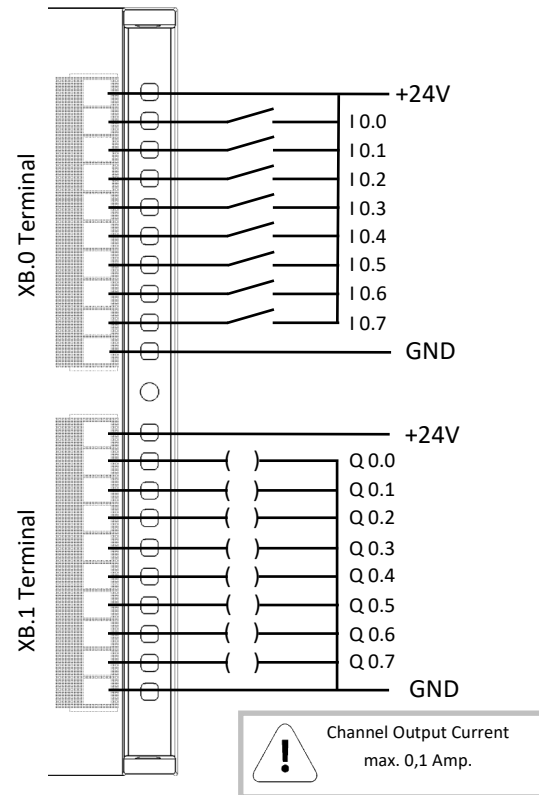 XB.0 Terminal
+24V
I 0.0
I 0.1
I 0.2
I 0.3
I 0.4
I 0.5
I 0.6
I 0.7
GND
XB.1 Terminal
+24V
Q 0.0
Q 0.1
Q 0.2
Q 0.3
Q 0.4
Q 0.5
Q 0.6
Q 0.7
GND
!
Channel Output Current
max. 0,1 Amp.